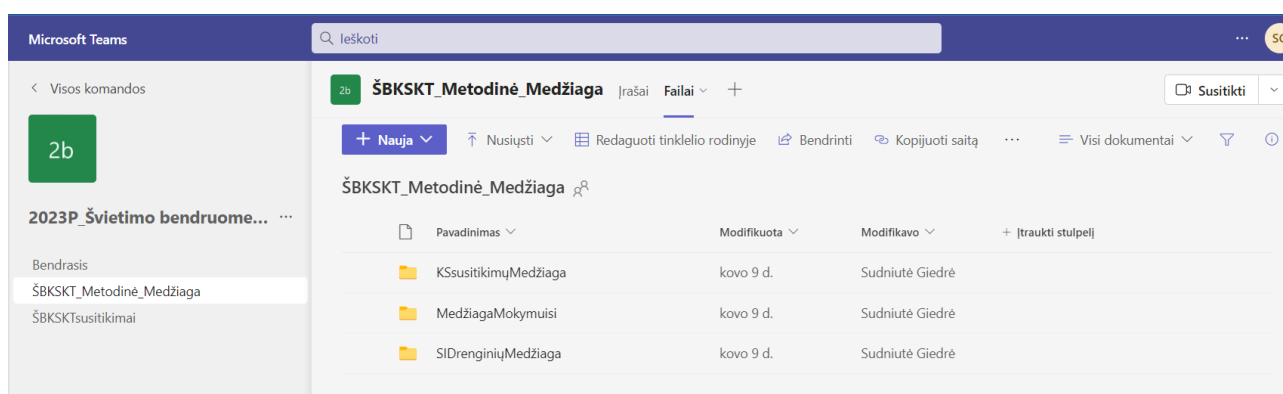 Microsoft Teams
Ieškoti
SG
Visos komandos
2b
2023P_Švietimo bendruome...
Bendrasis
ŠBKSKT_Metodinė_Medžiaga
ŠBKSKTsusitikimai
2b ŠBKSKT_Metodinė_Medžiaga Įrašai Failai
Susitikti
Nauja Nusiųsti Redaguoti tinklelio rodinyje Bendrinti Kopijuoti saitą ... Visi dokumentai
ŠBKSKT_Metodinė_Medžiaga
Pavadinimas Modifikuota Modifikavo + Įtraukti stulpelį
KSsusitikimųMedžiaga kovo 9 d. Sudniutė Giedrė
MedžiagaMokymuisi kovo 9 d. Sudniutė Giedrė
SIDrenginiųMedžiaga kovo 9 d. Sudniutė Giedrė